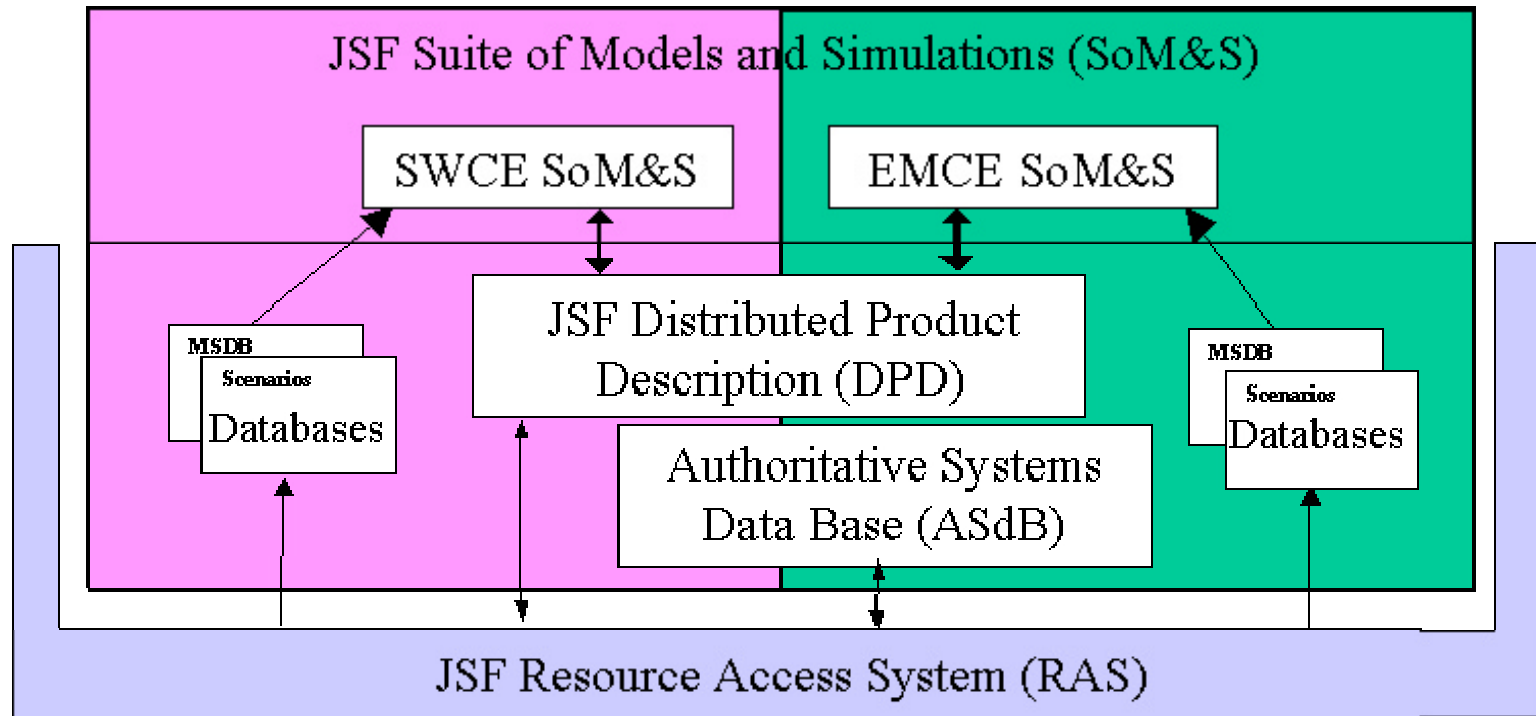 JSF Suite of Models and Simulations (SoM&S)
SWCE SoM&S
EMCE SoM&S
JSF Distributed Product
Description (DPD)
MSDB
Scenarios
Databases
MSDB
Scenarios
Databases
Authoritative Systems
Data Base (ASdB)
JSF Resource Access System (RAS)